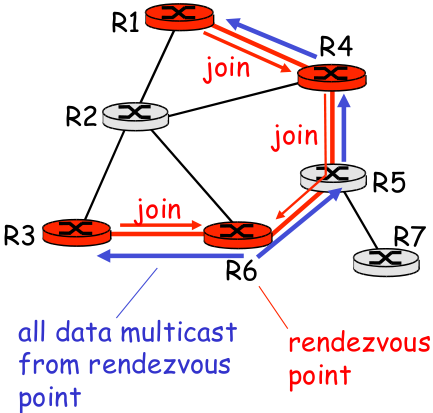 R1
R4
join
R2
join
R5
join
R3
R6
R7
all data multicast
from rendezvous
point
rendezvous
point